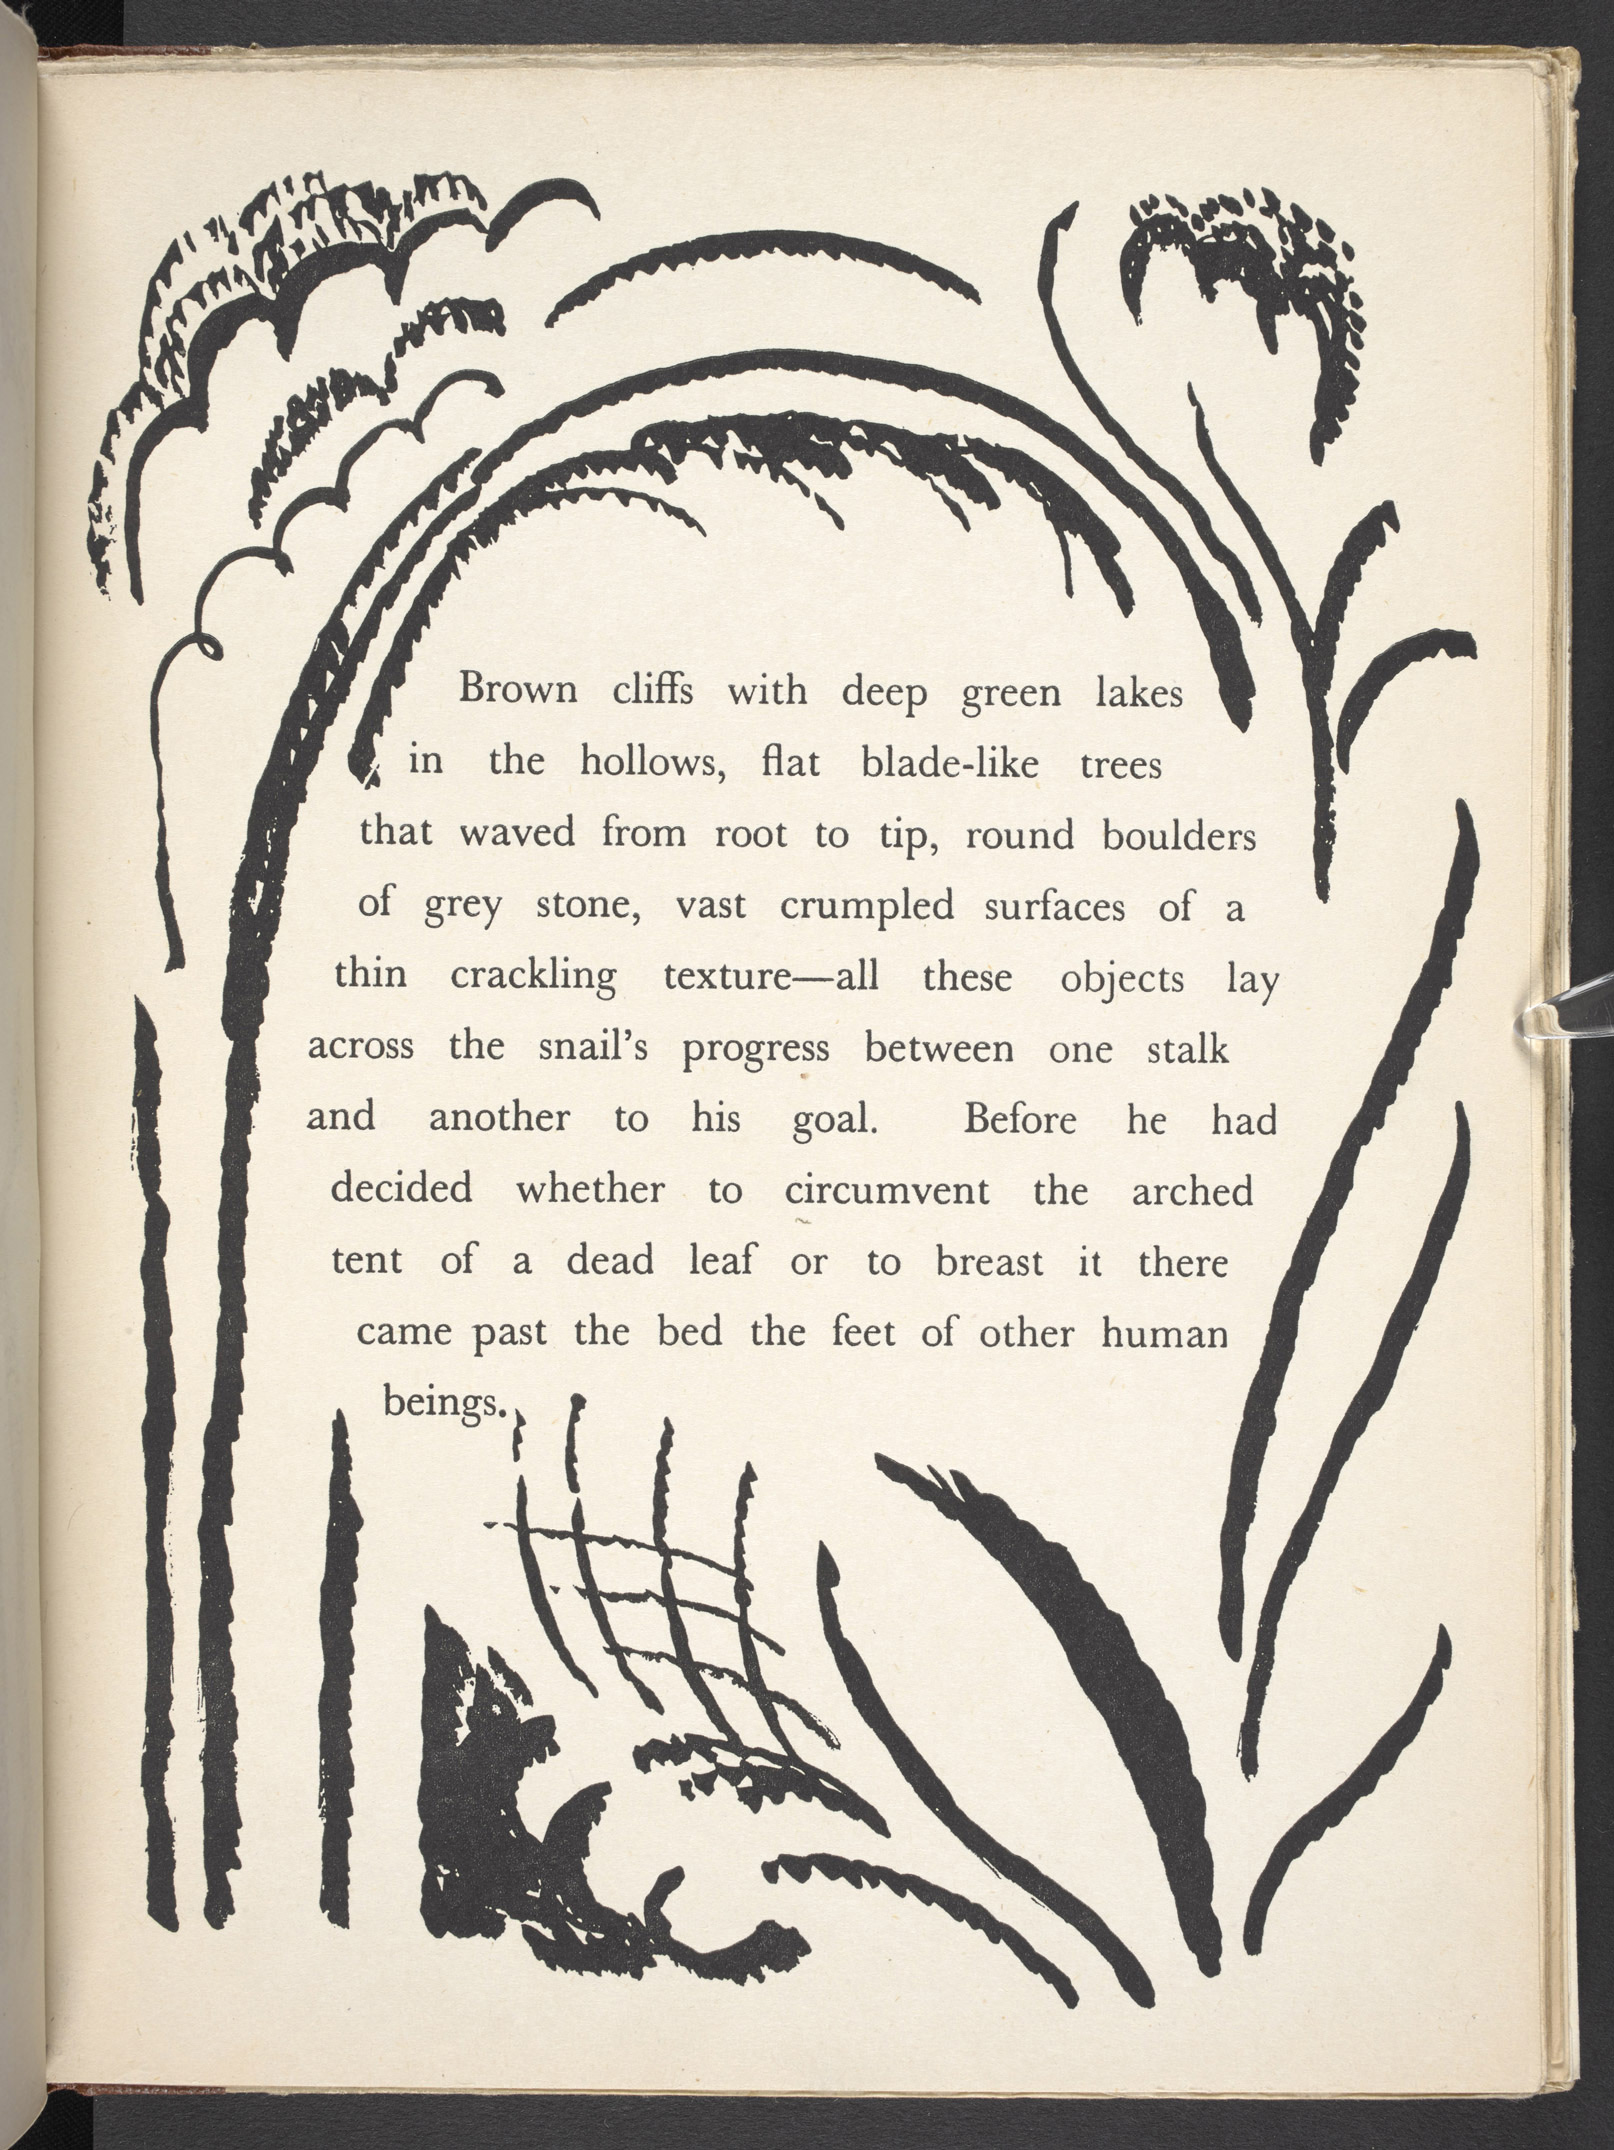 Brown cliffs with deep green lakes
in the hollows, flat blade-like trees
that waved from root to tip, round boulders
of grey stone, vast crumpled surfaces of a
thin crackling texture—all these objects lay
across the snail’s progress between one stalk
and another to his goal. Before he had
decided whether to circumvent the arched
tent of a dead leaf or to breast it there
came past the bed the feet of other human
beings.